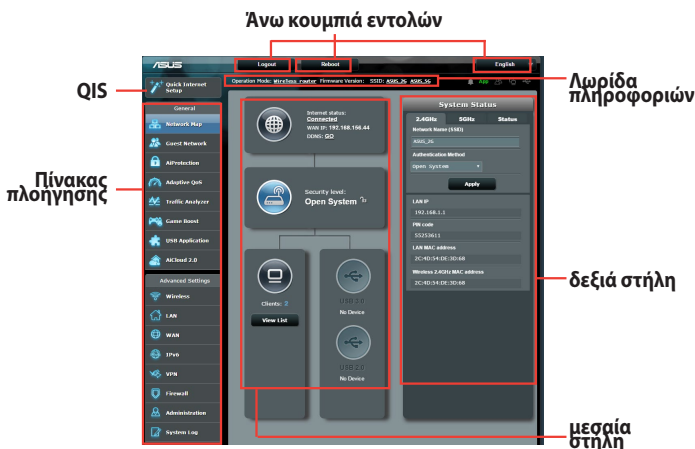 Άνω κουμπιά εντολών
/SUS
Logout
Reboot
English
Quick Internet
Setup
Operation Mode: Wireless router Firmware Version: SSID: ASUS_2G ASUS_5G
App
QIS
Λωρίδα
πληροφοριών
General
Network Map
Guest Network
AiProtection
Adaptive QoS
Traffic Analyzer
Game Boost
USB Application
AiCloud 2.0
Πίνακας
πλοήγησης
Advanced Settings
Wireless
LAN
WAN
IPv6
VPN
Firewall
Administration
System Log
Internet status:
Connected
WAN IP: 192.168.156.44
DDNS: GO
Security level:
Open System
Clients: 2
View List
USB 2.0
No Device
USB 2.0
No Device
System Status
2.4GHz 5GHz Status
Network Name (SSID)
ASUS_2G
Authentication Method
Open System
Apply
LAN IP
192.168.1.1
PIN code
55253611
LAN MAC address
2C:4D:54:DE:3D:68
Wireless 2.4GHz MAC address
2C:4D:54:DE:3D:68
δεξιά στήλη
μεσαία
στήλη